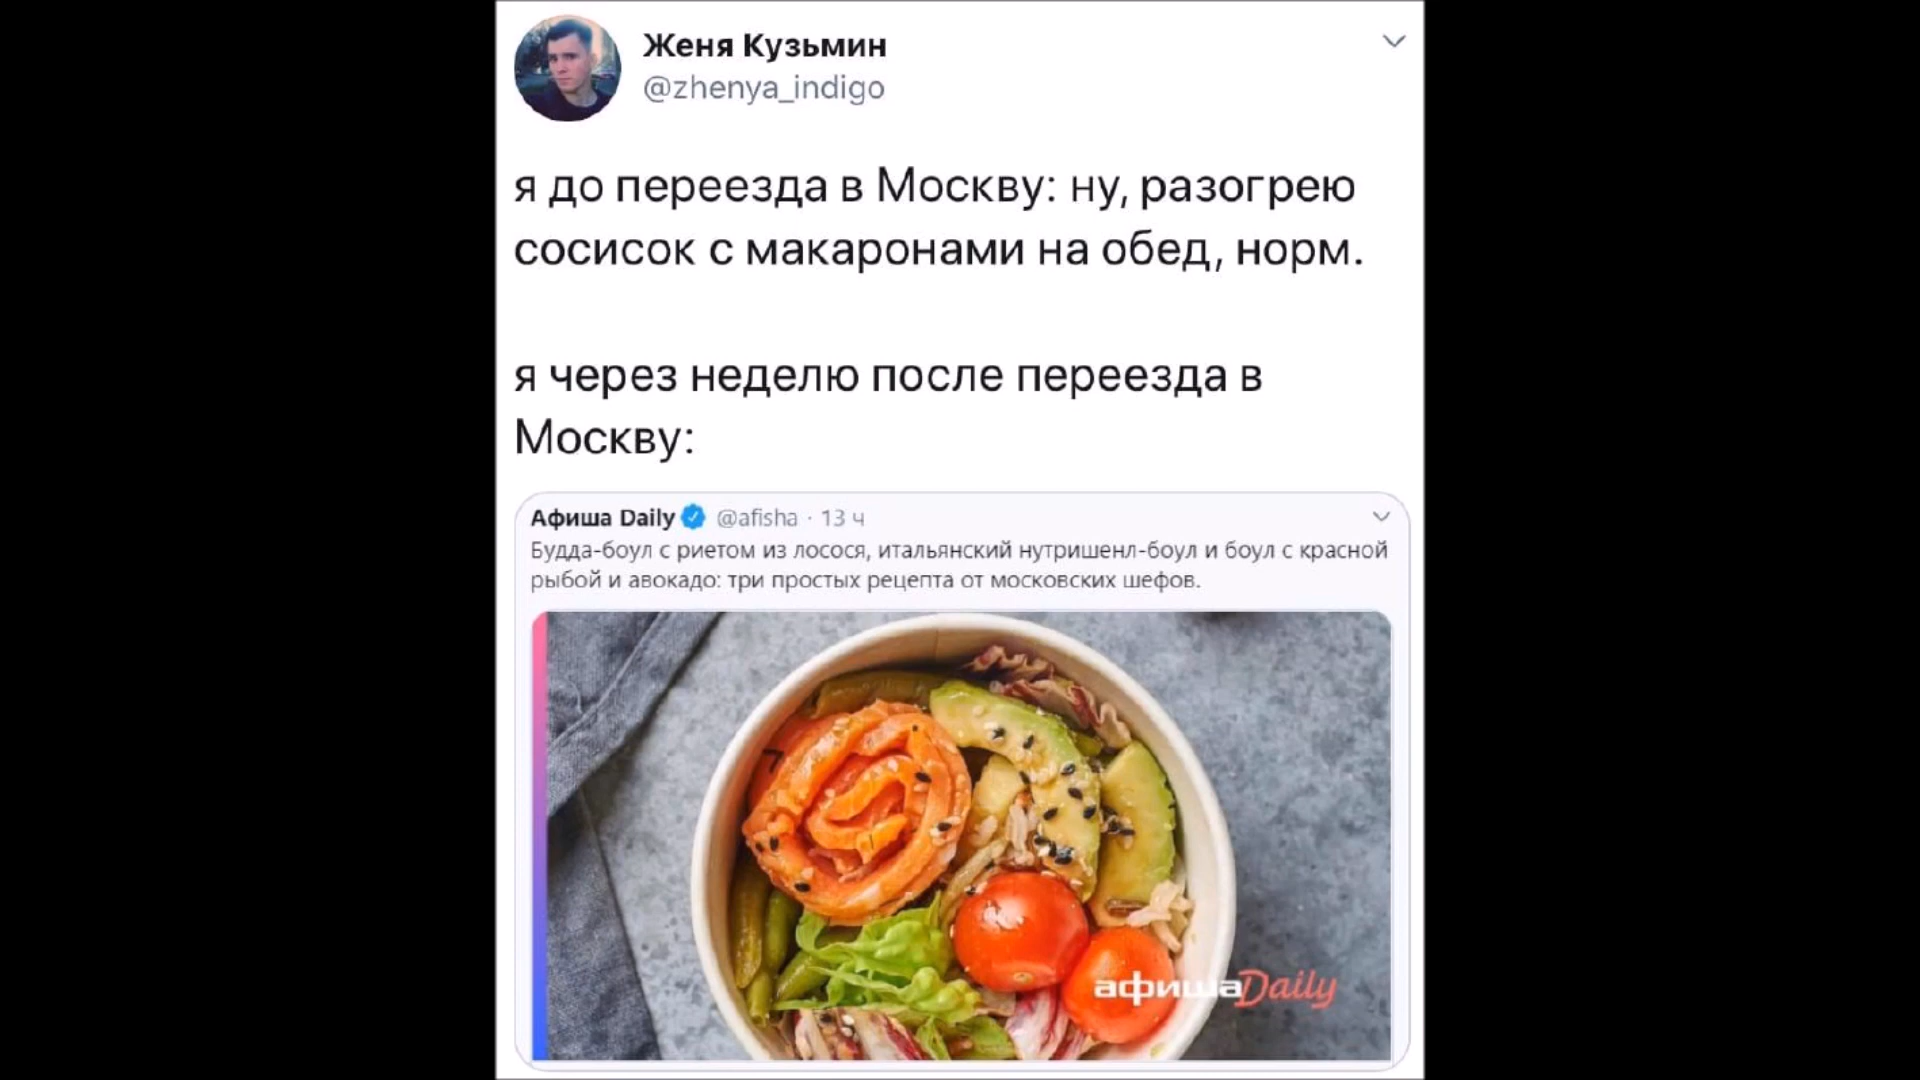 Женя Кузьмин
@zhenya_indigo
я до переезда в Москву: ну, разогрею
сосисок с макаронами на обед, норм.
я через неделю после переезда в
Москву:
Афиша Daily @afisha · 13 ч
Будда-боул с риетом из лосося, итальянский нутришенл-боул и боул с красной
рыбой и авокадо: три простых рецепта от московских шефов.
афишаDaily